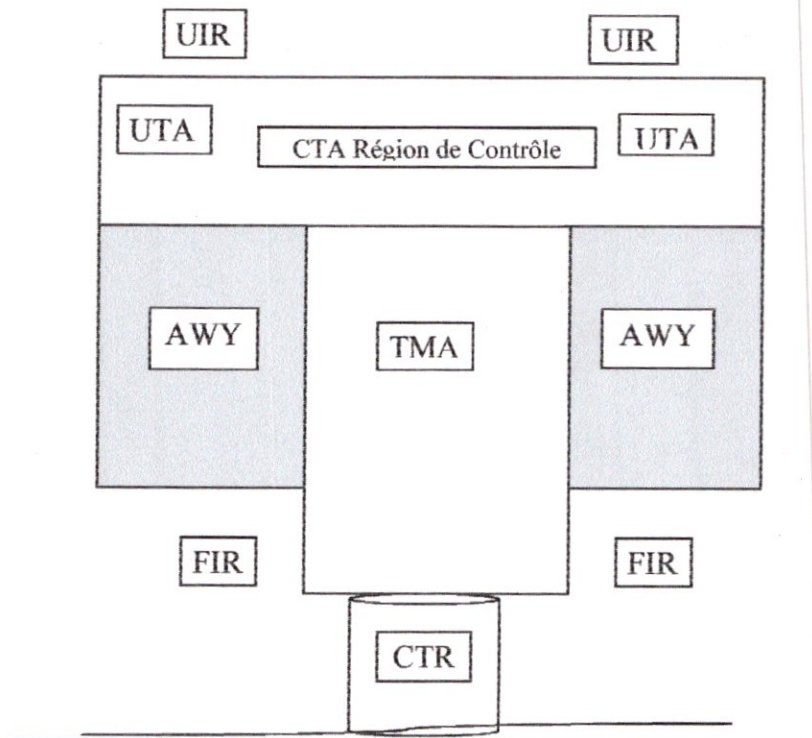 UIR
UIR
UTA
CTA Région de Contrôle
UTA
AWY
TMA
AWY
FIR
FIR
CTR